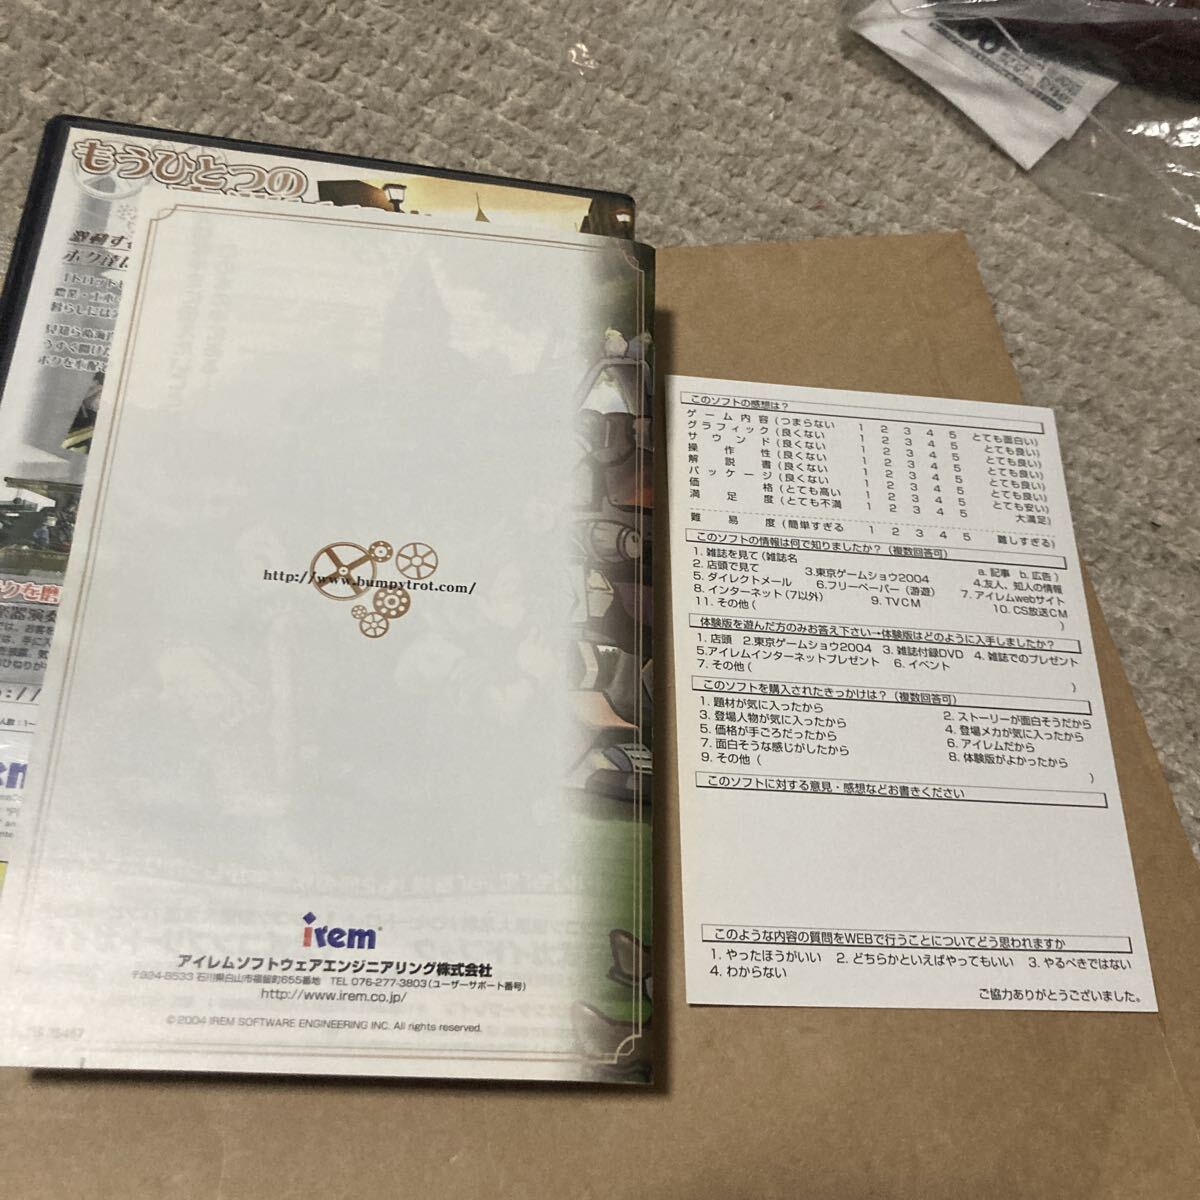 もうひとつの
ボク達に
http://www.bumpytrot.com/
irem
アイレムソフトウェアエンジニアリング株式会社
〒924-8533 石川県白山市福留町655番地 TEL 076-277-3803(ユーザーサポート番号)
http://www.irem.co.jp/
© 2004 IREM SOFTWARE ENGINEERING INC. All rights reserved.
このソフトの感想は?
ゲーム内容(つまらない 1 2 3 4 5 とても面白い)
グラフィック(良くない 1 2 3 4 5 とても良い)
サウンド(良くない 1 2 3 4 5 とても良い)
操作性(良くない 1 2 3 4 5 とても良い)
解説書(良くない 1 2 3 4 5 とても良い)
パッケージ(良くない 1 2 3 4 5 とても良い)
価格(とても高い 1 2 3 4 5 とても安い)
満足度(とても不満 1 2 3 4 5 大満足)
難易度(簡単すぎる 1 2 3 4 5 難しすぎる)
このソフトの情報は何で知りましたか?(複数回答可)
1. 雑誌を見て(雑誌名 a. 記事 b. 広告)
2. 店頭で見て 3.東京ゲームショウ2004 4.友人、知人の情報
5. ダイレクトメール 6.フリーペーパー(游遊) 7. アイレムwebサイト
8. インターネット(7以外) 9. TVCM 10. CS放送CM
11. その他( )
体験版を遊んだ方のみお答え下さい→体験版はどのように入手しましたか?
1. 店頭 2.東京ゲームショウ2004 3. 雑誌付録DVD 4. 雑誌でのプレゼント
5.アイレムインターネットプレゼント 6. イベント
7. その他( )
このソフトを購入されたきっかけは?(複数回答可)
1. 題材が気に入ったから 2. ストーリーが面白そうだから
3. 登場人物が気に入ったから 4. 登場メカが気に入ったから
5. 価格が手ごろだったから 6. アイレムだから
7. 面白そうな感じがしたから 8. 体験版がよかったから
9. その他( )
このソフトに対する意見・感想などお書きください
このような内容の質問をWEBで行うことについてどう思われますか
1. やったほうがいい 2. どちらかといえばやってもいい 3. やるべきではない
4. わからない
ご協力ありがとうございました。